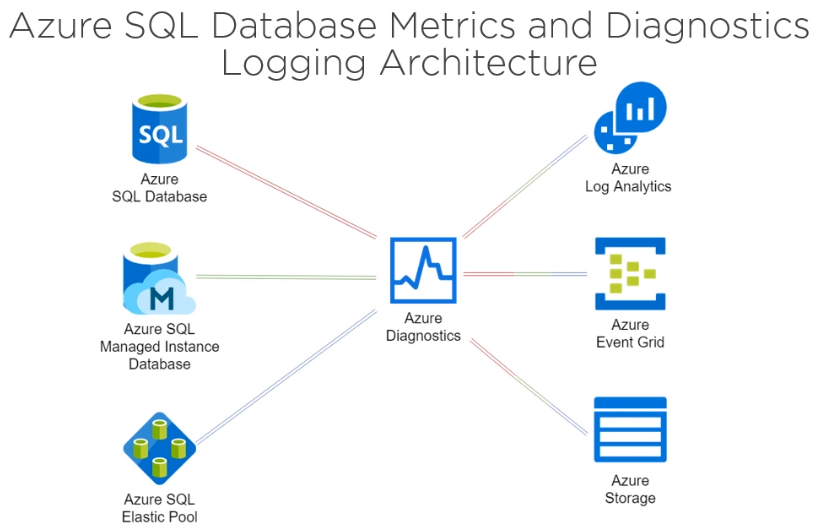 Azure SQL Database Metrics and Diagnostics
Logging Architecture
SQL
Azure
SQL Database
Azure
Log Analytics
M
Azure SQL
Managed Instance
Database
Azure
Diagnostics
Azure
Event Grid
Azure SQL
Elastic Pool
Azure
Storage